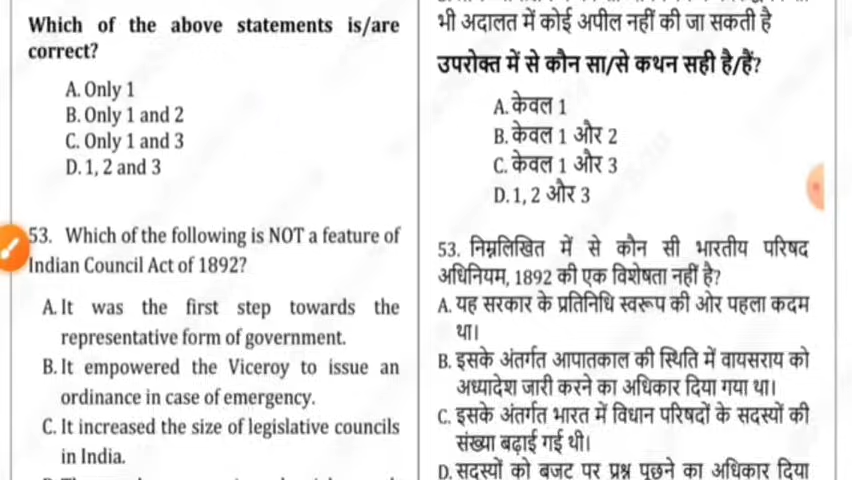 Which of the above statements is/are
correct?
A. Only 1
B. Only 1 and 2
C. Only 1 and 3
D. 1, 2 and 3
53. Which of the following is NOT a feature of
Indian Council Act of 1892?
A. It was the first step towards the
representative form of government.
B. It empowered the Viceroy to issue an
ordinance in case of emergency.
C. It increased the size of legislative councils
in India.
भी अदालत में कोई अपील नहीं की जा सकती है
उपरोक्त में से कौन सा/से कथन सही है/हैं?
A. केवल 1
B. केवल 1 और 2
C. केवल 1 और 3
D. 1, 2 और 3
53. निम्नलिखित में से कौन सी भारतीय परिषद
अधिनियम, 1892 की एक विशेषता नहीं है?
A. यह सरकार के प्रतिनिधि स्वरूप की ओर पहला कदम
था।
B. इसके अंतर्गत आपातकाल की स्थिति में वायसराय को
अध्यादेश जारी करने का अधिकार दिया गया था।
C. इसके अंतर्गत भारत में विधान परिषदों के सदस्यों की
संख्या बढ़ाई गई थी।
D. सदस्यों को बजट पर प्रश्न पूछने का अधिकार दिया